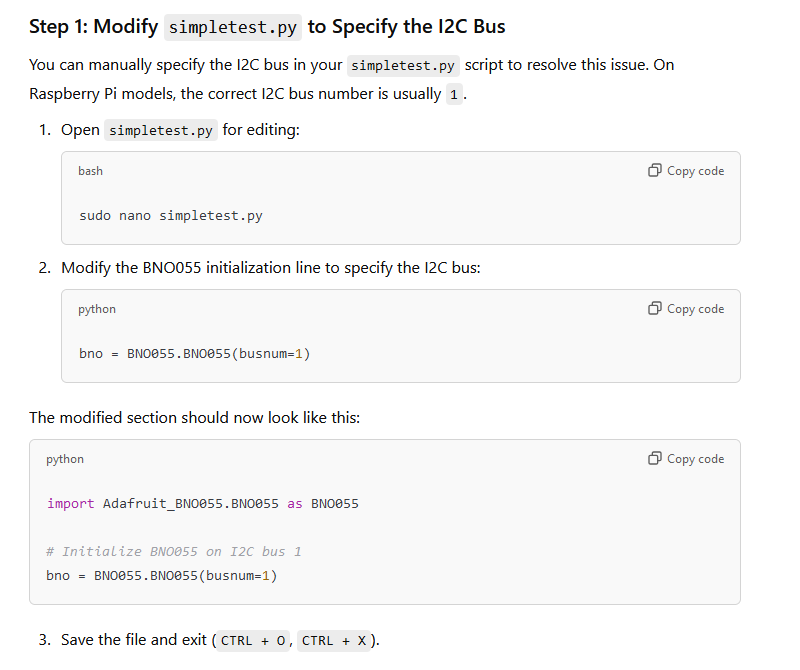 Step 1: Modify simpletest.py to Specify the I2C Bus
You can manually specify the I2C bus in your simpletest.py script to resolve this issue. On
Raspberry Pi models, the correct I2C bus number is usually 1.
1. Open simpletest.py for editing:
bash Copy code
sudo nano simpletest.py
2. Modify the BNO055 initialization line to specify the I2C bus:
python Copy code
bno = BNO055.BNO055(busnum=1)
The modified section should now look like this:
python Copy code
import Adafruit_BNO055.BNO055 as BNO055
# Initialize BNO055 on I2C bus 1
bno = BNO055.BNO055(busnum=1)
3. Save the file and exit (CTRL + O, CTRL + X).